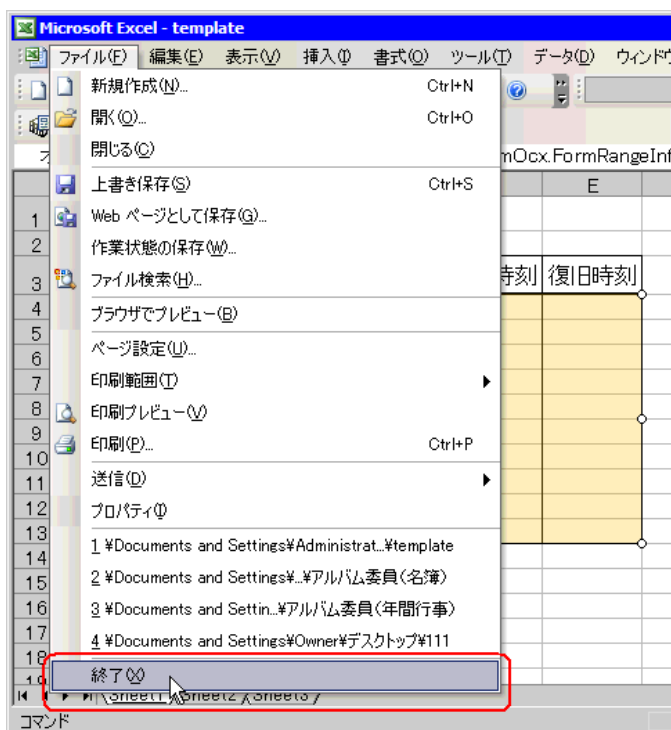 Microsoft Excel - template
ファイル(F) 編集(E) 表示(V) 挿入(I) 書式(O) ツール(T) データ(D) ウィンドウ
新規作成(N)... Ctrl+N
開く(O)... Ctrl+O
閉じる(C)
mOcx.FormRangeInf
上書き保存(S) Ctrl+S
E
1
Web ページとして保存(G)...
2
作業状態の保存(W)...
3
ファイル検索(H)...
時刻 復旧時刻
4
ブラウザでプレビュー(B)
5
6
ページ設定(U)...
7
印刷範囲(T)
8
印刷プレビュー(V)
9
印刷(P)... Ctrl+P
10
11
送信(D)
12
プロパティ(I)
13
1 ¥Documents and Settings¥Administrat...¥template
14
15
2 ¥Documents and Settings¥...¥アルバム委員(名簿)
16
3 ¥Documents and Settin...¥アルバム委員(年間行事)
17
4 ¥Documents and Settings¥Owner¥デスクトップ¥111
18
終了(X)
19
Sheet1 Sheet2 Sheet3
コマンド